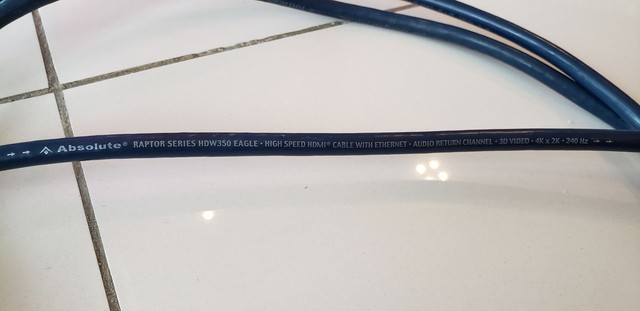 → → Absolute® RAPTOR SERIES HDW350 EAGLE • HIGH SPEED HDMI® CABLE WITH ETHERNET • AUDIO RETURN CHANNEL • 3D VIDEO • 4K x 2K • 240 Hz → →